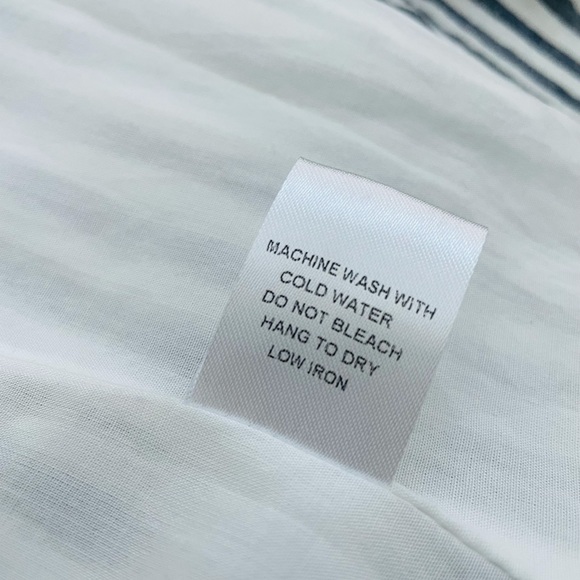 MACHINE WASH WITH
COLD WATER
DO NOT BLEACH
HANG TO DRY
LOW IRON